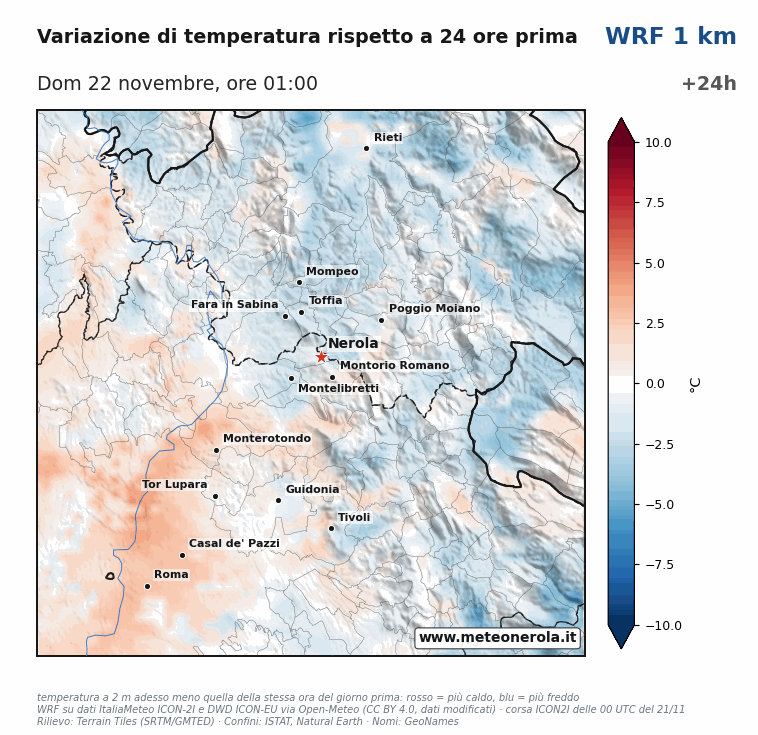 Variazione di temperatura rispetto a 24 ore prima
WRF 1 km
Dom 22 novembre, ore 01:00
+24h
Rieti
Mompeo
Fara in Sabina
Toffia
Poggio Moiano
Nerola
Montorio Romano
Montelibretti
Monterotondo
Tor Lupara
Guidonia
Tivoli
Casal de' Pazzi
Roma
www.meteonerola.it
10.0
7.5
5.0
2.5
0.0
−2.5
−5.0
−7.5
−10.0
°C
temperatura a 2 m adesso meno quella della stessa ora del giorno prima: rosso = più caldo, blu = più freddo
WRF su dati ItaliaMeteo ICON-2I e DWD ICON-EU via Open-Meteo (CC BY 4.0, dati modificati) · corsa ICON2I delle 00 UTC del 21/11
Rilievo: Terrain Tiles (SRTM/GMTED) · Confini: ISTAT, Natural Earth · Nomi: GeoNames